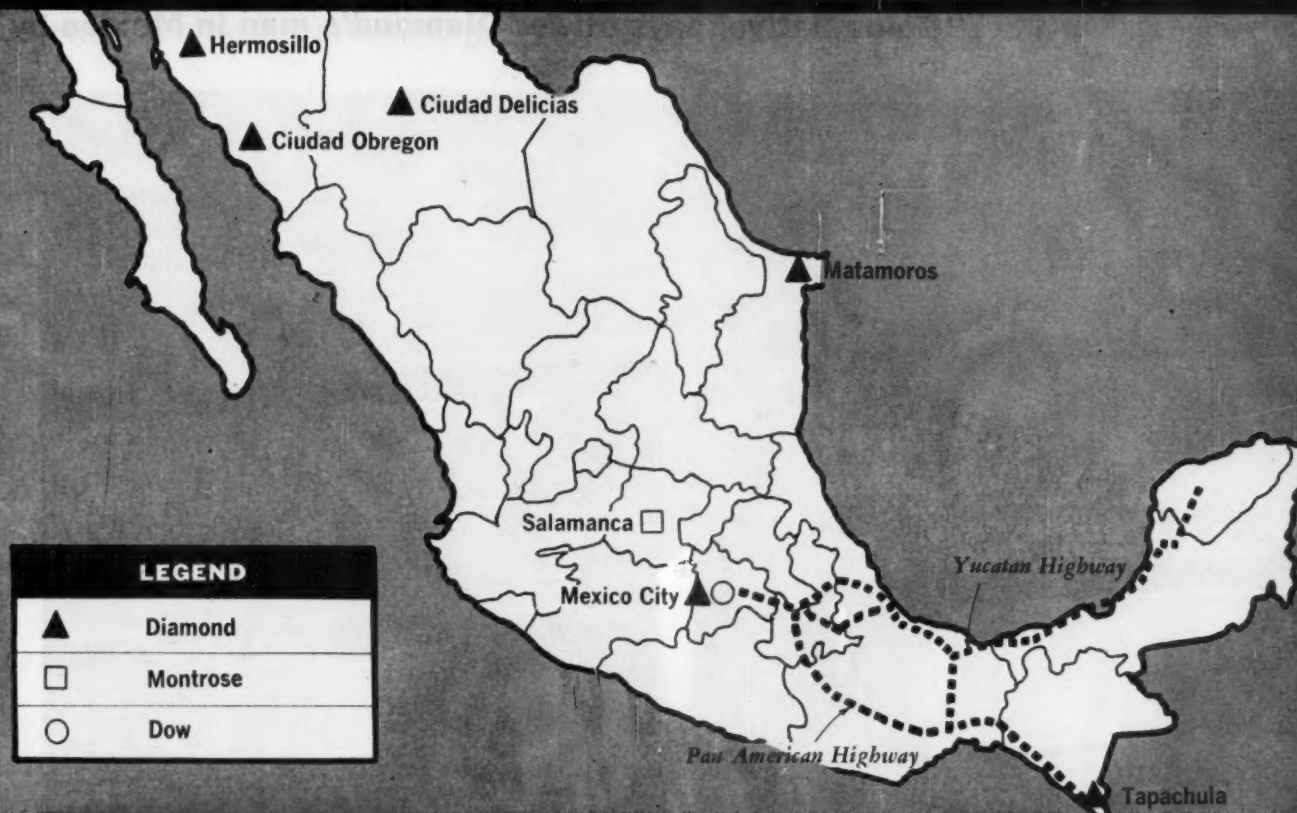 Hermosillo
Ciudad Delicias
Ciudad Obregon
Matamoros
Salamanca
Yucatan Highway
Mexico City
LEGEND
Diamond
Montrose
Dow
Pan American Highway
Tapachula